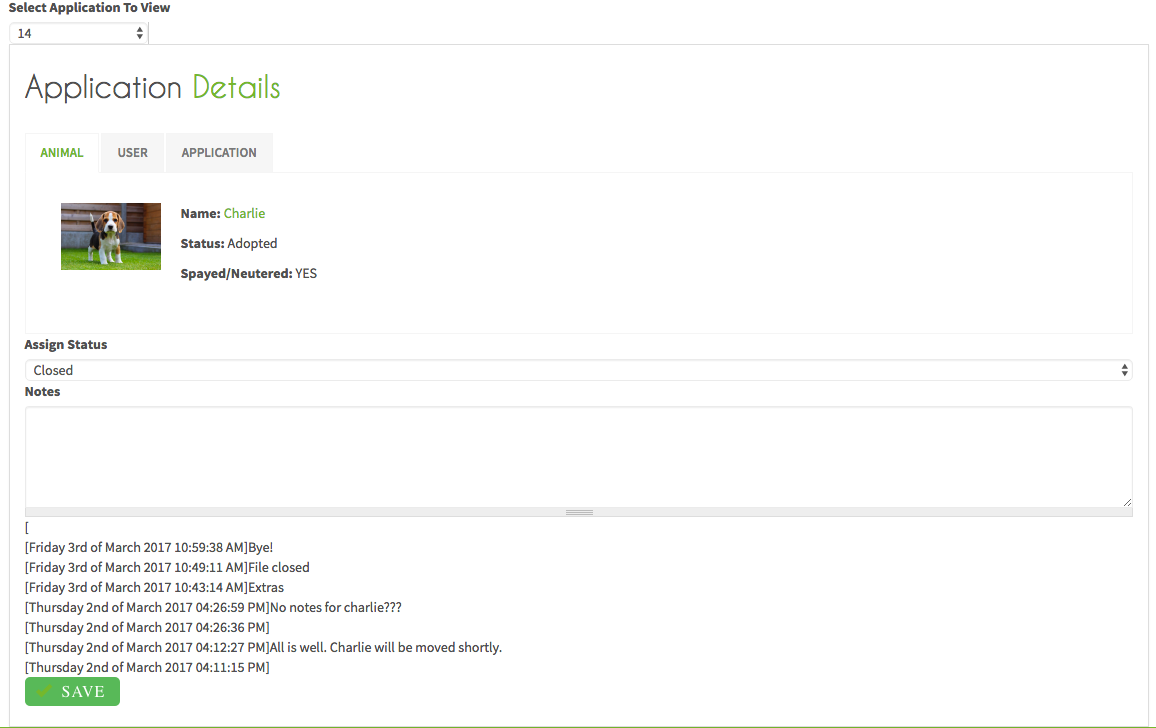 Select Application To View
14
Application Details
ANIMAL USER APPLICATION
Name: Charlie
Status: Adopted
Spayed/Neutered: YES
Assign Status
Closed
Notes
[
[Friday 3rd of March 2017 10:59:38 AM]Bye!
[Friday 3rd of March 2017 10:49:11 AM]File closed
[Friday 3rd of March 2017 10:43:14 AM]Extras
[Thursday 2nd of March 2017 04:26:59 PM]No notes for charlie???
[Thursday 2nd of March 2017 04:26:36 PM]
[Thursday 2nd of March 2017 04:12:27 PM]All is well. Charlie will be moved shortly.
[Thursday 2nd of March 2017 04:11:15 PM]
SAVE